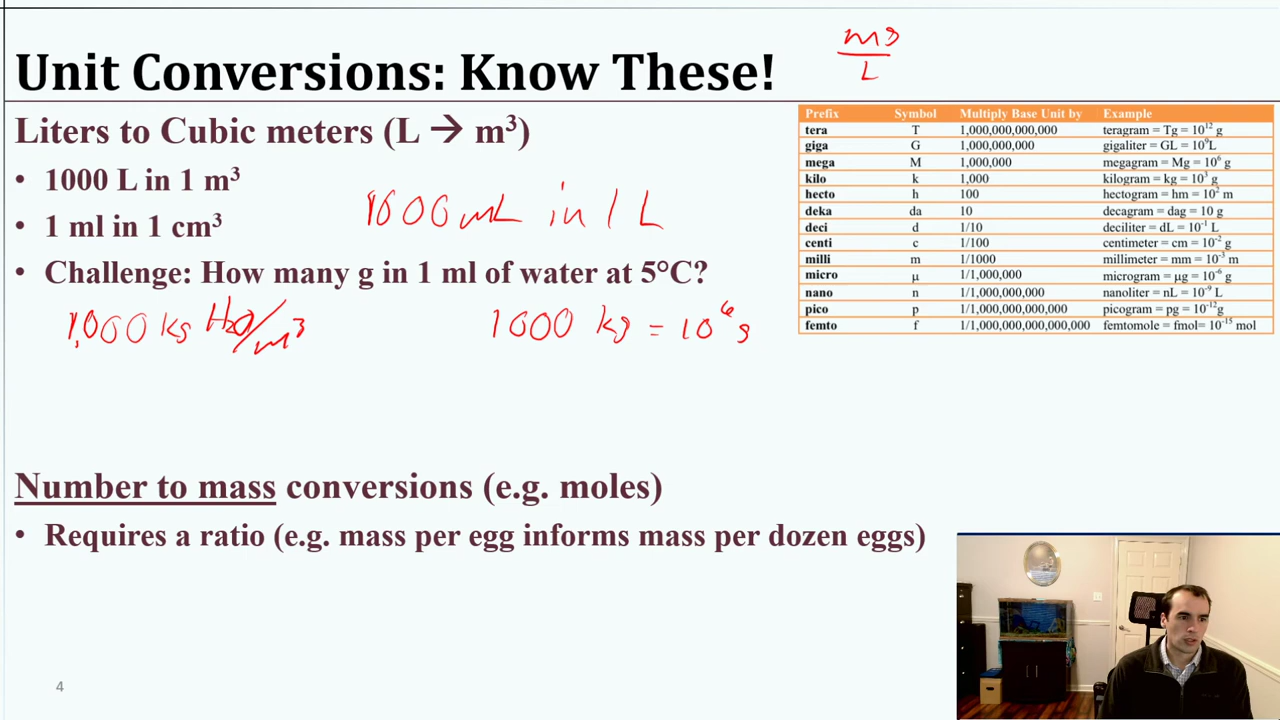 mg
L
Unit Conversions: Know These!
Liters to Cubic meters (L → m³)
• 1000 L in 1 m³
1000 mL in 1 L
• 1 ml in 1 cm³
• Challenge: How many g in 1 ml of water at 5°C?
1,000 kg H₂O/m³
1000 kg = 10⁶ g
Prefix Symbol Multiply Base Unit by Example
tera T 1,000,000,000,000 teragram = Tg = 10¹² g
giga G 1,000,000,000 gigaliter = GL = 10⁹L
mega M 1,000,000 megagram = Mg = 10⁶ g
kilo k 1,000 kilogram = kg = 10³ g
hecto h 100 hectogram = hm = 10² m
deka da 10 decagram = dag = 10 g
deci d 1/10 deciliter = dL = 10⁻¹ L
centi c 1/100 centimeter = cm = 10⁻² g
milli m 1/1000 millimeter = mm = 10⁻³ m
micro μ 1/1,000,000 microgram = μg = 10⁻⁶ g
nano n 1/1,000,000,000 nanoliter = nL = 10⁻⁹ L
pico p 1/1,000,000,000,000 picogram = pg = 10⁻¹²g
femto f 1/1,000,000,000,000,000 femtomole = fmol= 10⁻¹⁵ mol
Number to mass conversions (e.g. moles)
• Requires a ratio (e.g. mass per egg informs mass per dozen eggs)
4